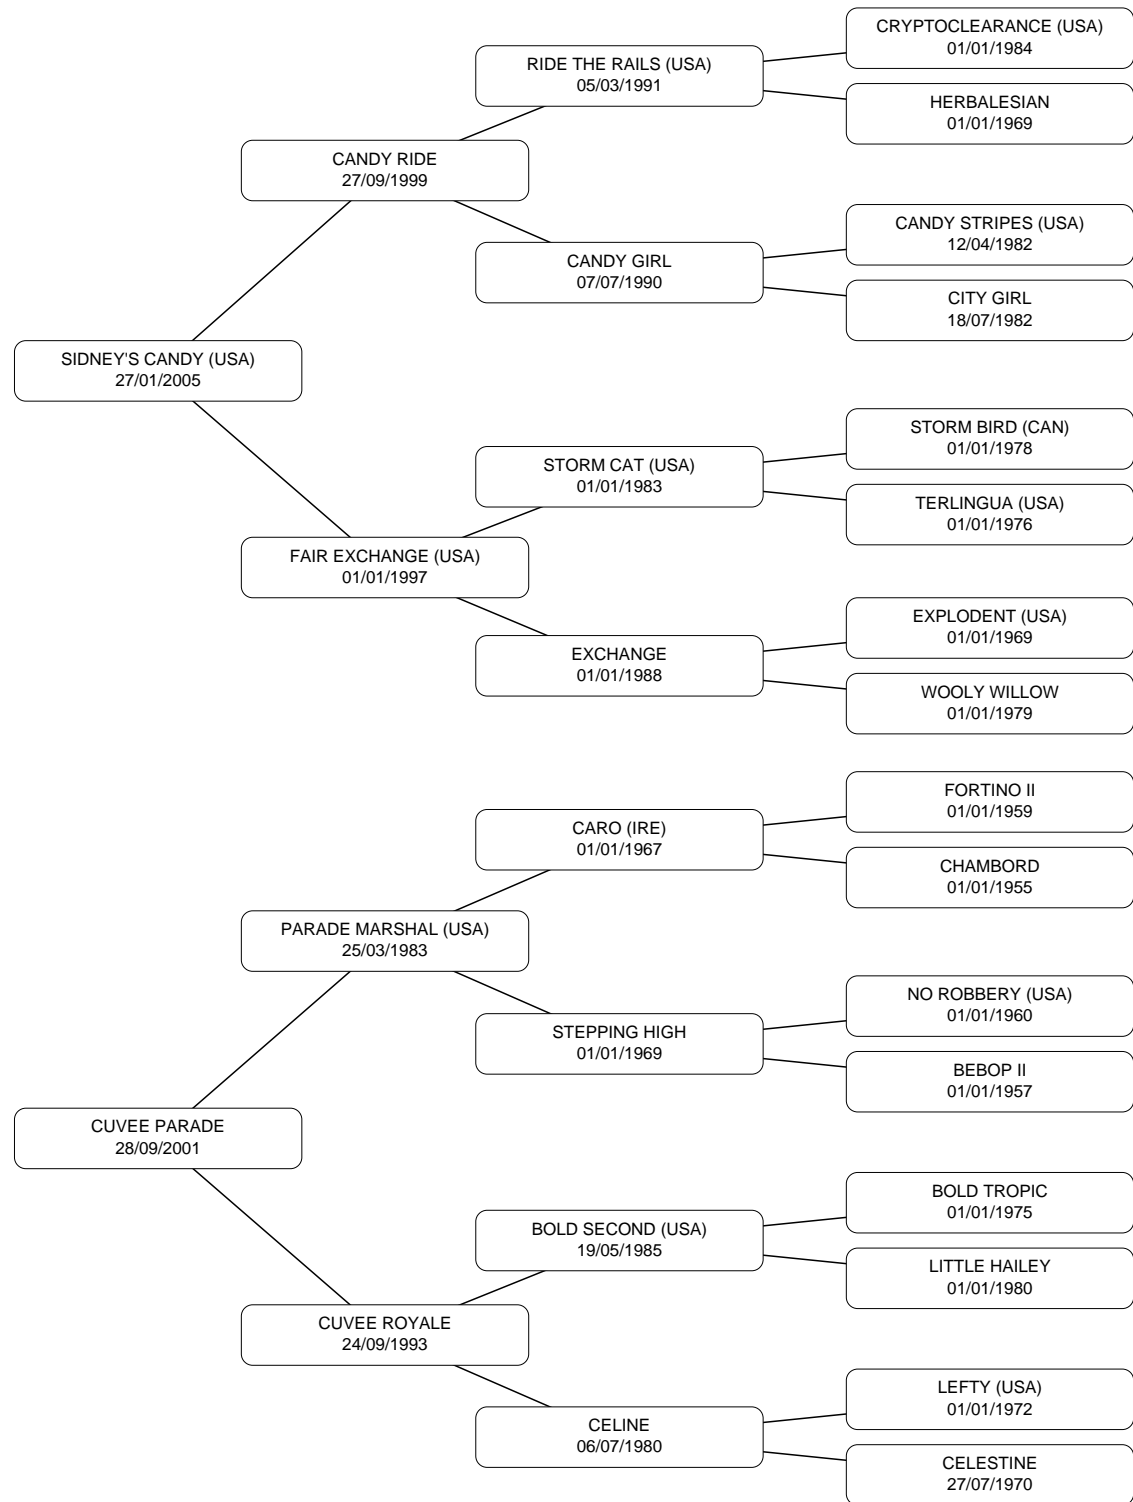 CRYPTOCLEARANCE (USA)
01/01/1984
RIDE THE RAILS (USA)
05/03/1991
HERBALESIAN
01/01/1969
CANDY RIDE
27/09/1999
CANDY STRIPES (USA)
12/04/1982
CANDY GIRL
07/07/1990
CITY GIRL
18/07/1982
SIDNEY'S CANDY (USA)
27/01/2005
STORM BIRD (CAN)
01/01/1978
STORM CAT (USA)
01/01/1983
TERLINGUA (USA)
01/01/1976
FAIR EXCHANGE (USA)
01/01/1997
EXPLODENT (USA)
01/01/1969
EXCHANGE
01/01/1988
WOOLY WILLOW
01/01/1979
FORTINO II
01/01/1959
CARO (IRE)
01/01/1967
CHAMBORD
01/01/1955
PARADE MARSHAL (USA)
25/03/1983
NO ROBBERY (USA)
01/01/1960
STEPPING HIGH
01/01/1969
BEBOP II
01/01/1957
CUVEE PARADE
28/09/2001
BOLD TROPIC
01/01/1975
BOLD SECOND (USA)
19/05/1985
LITTLE HAILEY
01/01/1980
CUVEE ROYALE
24/09/1993
LEFTY (USA)
01/01/1972
CELINE
06/07/1980
CELESTINE
27/07/1970